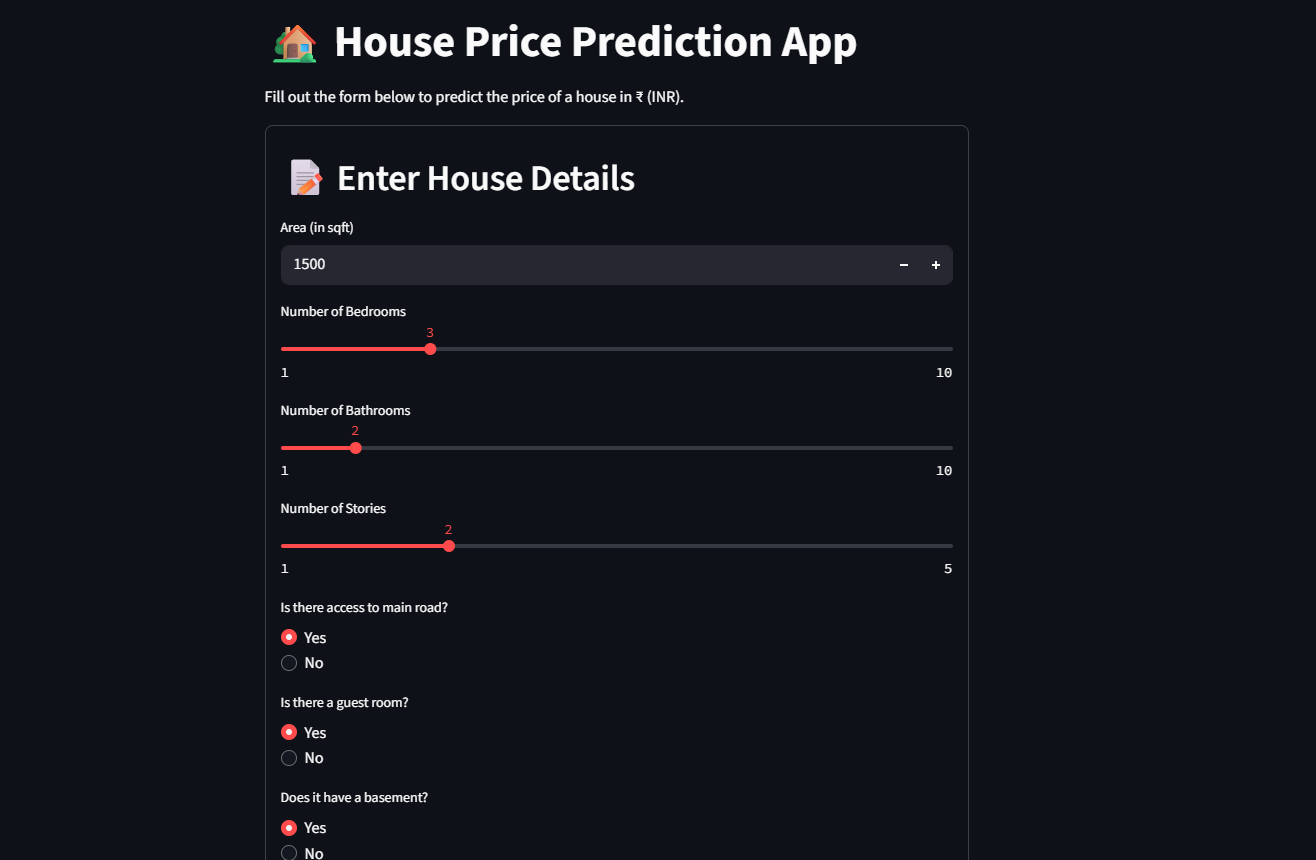 House Price Prediction App
Fill out the form below to predict the price of a house in ₹ (INR).
Enter House Details
Area (in sqft)
1500
Number of Bedrooms
3
1 10
Number of Bathrooms
2
1 10
Number of Stories
2
1 5
Is there access to main road?
Yes
No
Is there a guest room?
Yes
No
Does it have a basement?
Yes
No